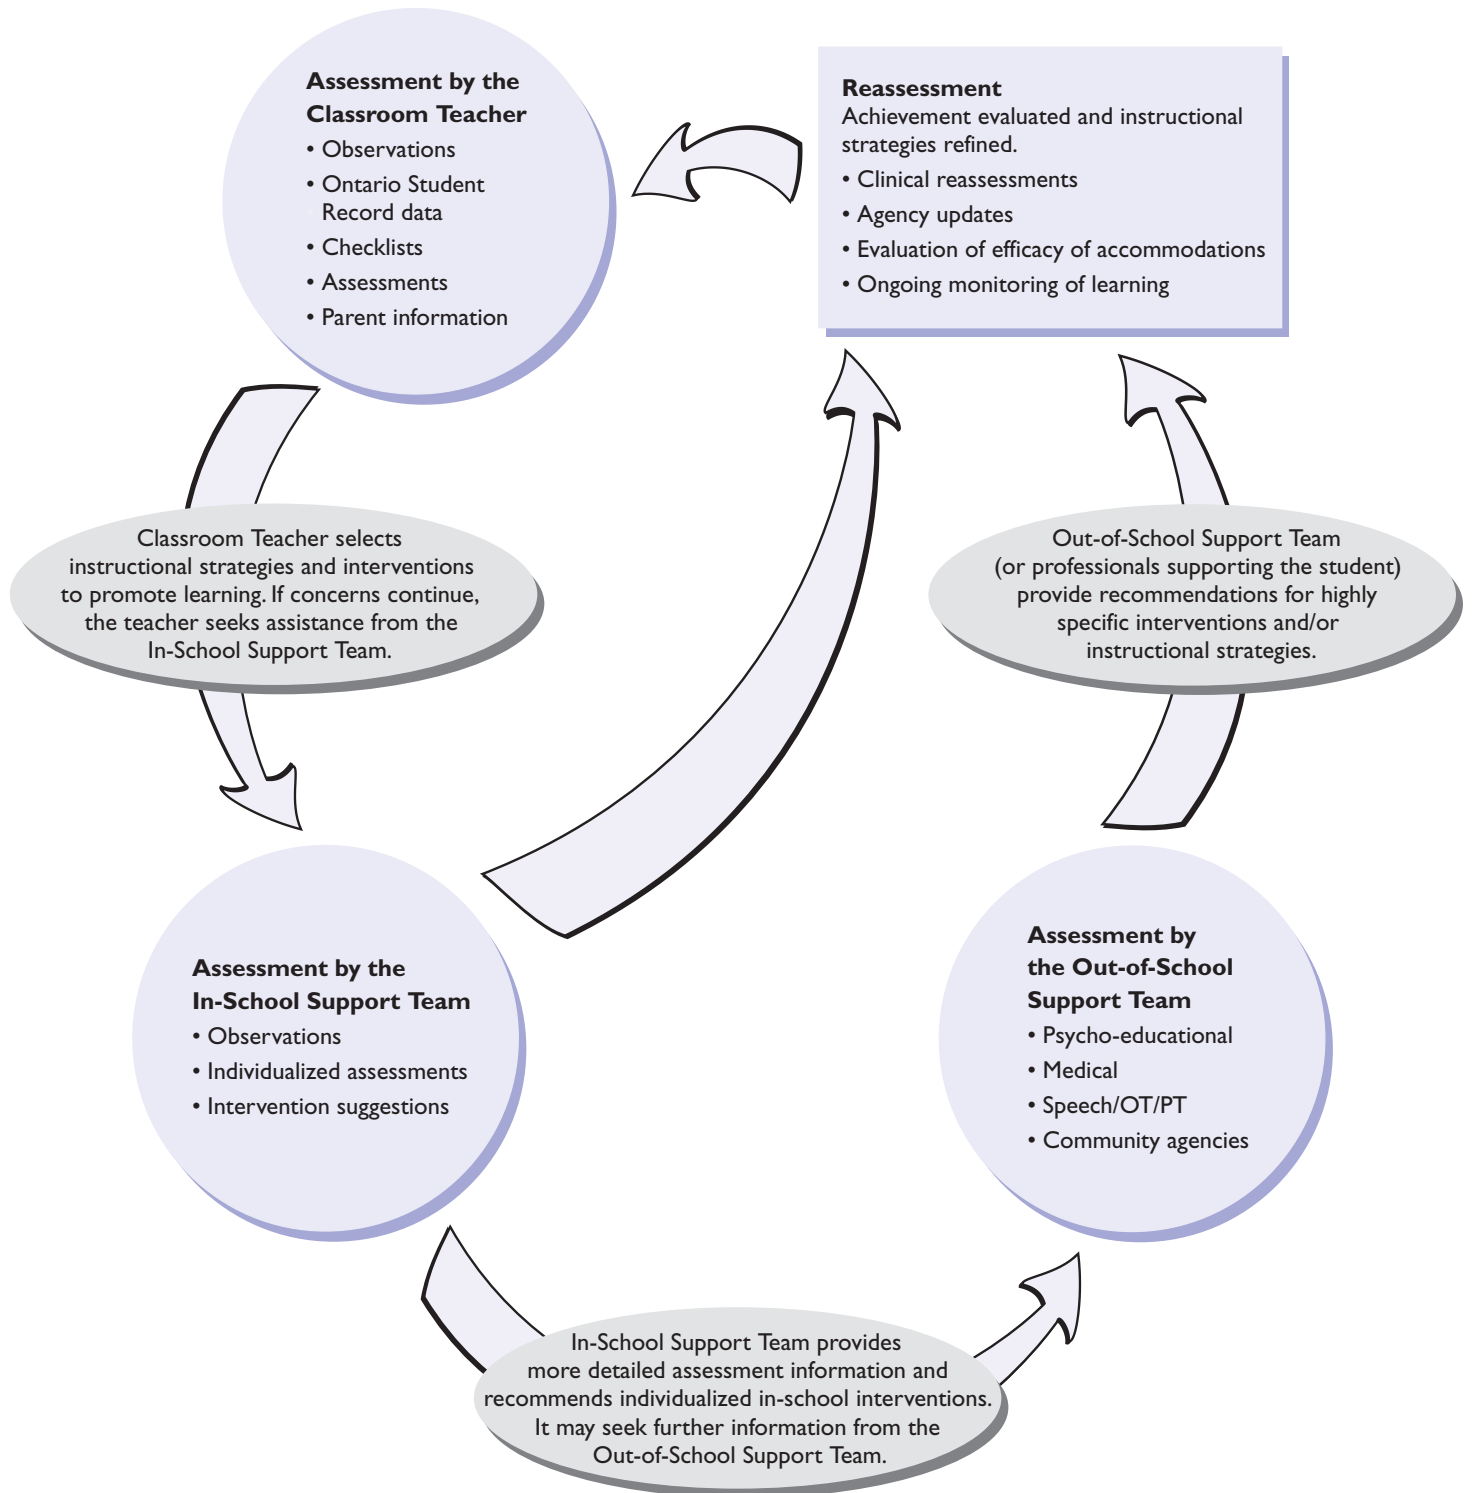 Assessment by the
Classroom Teacher
• Observations
• Ontario Student
Record data
• Checklists
• Assessments
• Parent information
Reassessment
Achievement evaluated and instructional
strategies refined.
• Clinical reassessments
• Agency updates
• Evaluation of efficacy of accommodations
• Ongoing monitoring of learning
Classroom Teacher selects
instructional strategies and interventions
to promote learning. If concerns continue,
the teacher seeks assistance from the
In-School Support Team.
Out-of-School Support Team
(or professionals supporting the student)
provide recommendations for highly
specific interventions and/or
instructional strategies.
Assessment by the
In-School Support Team
• Observations
• Individualized assessments
• Intervention suggestions
Assessment by
the Out-of-School
Support Team
• Psycho-educational
• Medical
• Speech/OT/PT
• Community agencies
In-School Support Team provides
more detailed assessment information and
recommends individualized in-school interventions.
It may seek further information from the
Out-of-School Support Team.